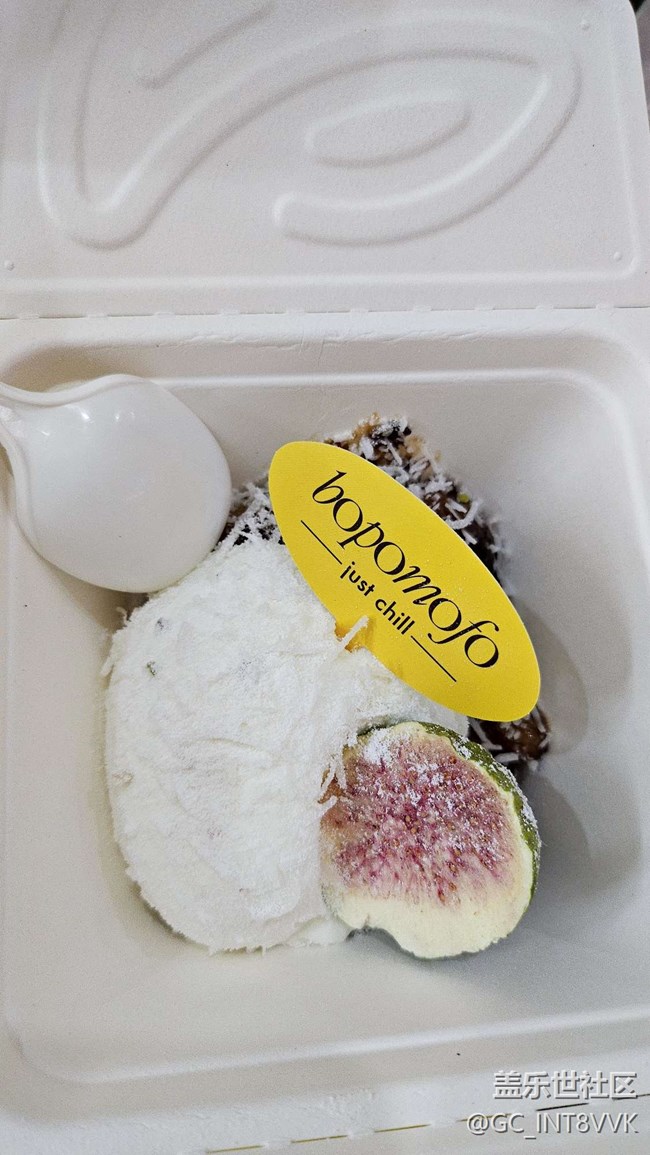 bopomofo
just chill
盖乐世社区
@GC_INT8VVK